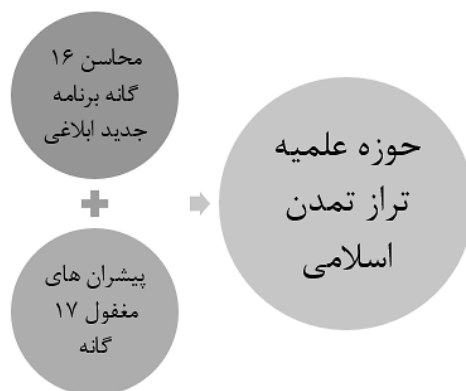 محاسن ۱۶
گانه برنامه
جدید ابلاغی
+
پیشران های
مغفول ۱۷
گانه
حوزه علمیه
تراز تمدن
اسلامی